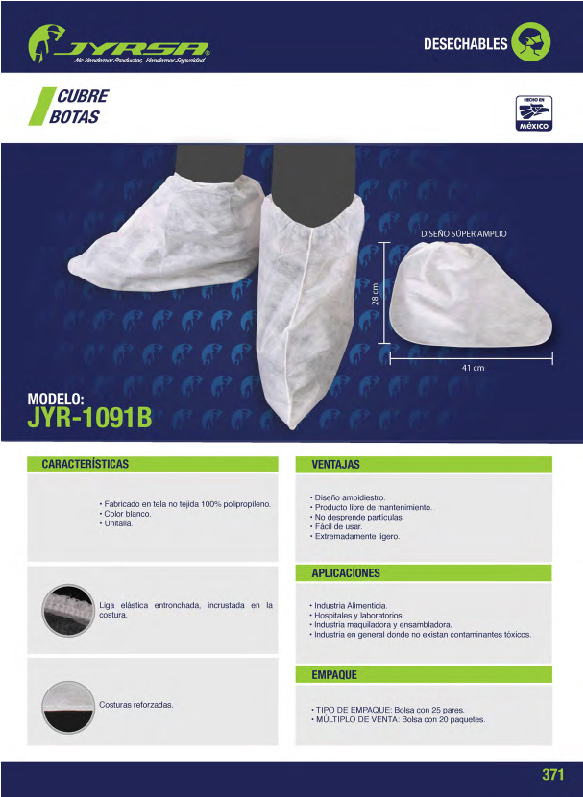 JYRSA®
No Vendemos Productos, Vendemos Seguridad
DESECHABLES
CUBRE
BOTAS
HECHO EN
MÉXICO
DISEÑO SÚPER AMPLIO
28 cm
41 cm
MODELO:
JYR-1091B
CARACTERÍSTICAS
• Fabricado en tela no tejida 100% polipropileno.
• Color blanco.
• Unitalla.
Liga elástica entronchada, incrustada en la
costura.
Costuras reforzadas.
VENTAJAS
• Diseño ambidiestro.
• Producto libre de mantenimiento.
• No desprende partículas
• Fácil de usar.
• Extremadamente ligero.
APLICACIONES
• Industria Alimenticia.
• Hospitales y laboratorios
• Industria maquiladora y ensambladora.
• Industria en general donde no existan contaminantes tóxicos.
EMPAQUE
• TIPO DE EMPAQUE: Bolsa con 25 pares.
• MÚLTIPLO DE VENTA: Bolsa con 20 paquetes.
371